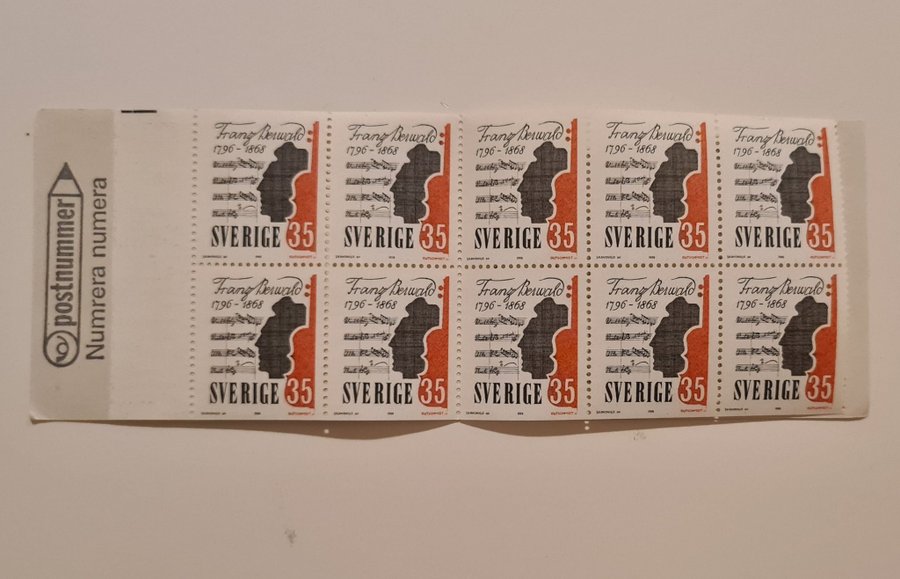 postnummer
Numrera numera
Franz Berwald Franz Berwald Franz Berwald Franz Berwald Franz Berwald
1796-1868 1796-1868 1796-1868 1796-1868 1796-1868
SVERIGE 35 SVERIGE 35 SVERIGE 35 SVERIGE 35 SVERIGE 35
Franz Berwald Franz Berwald Franz Berwald Franz Berwald Franz Berwald
1796-1868 1796-1868 1796-1868 1796-1868 1796-1868
SVERIGE 35 SVERIGE 35 SVERIGE 35 SVERIGE 35 SVERIGE 35